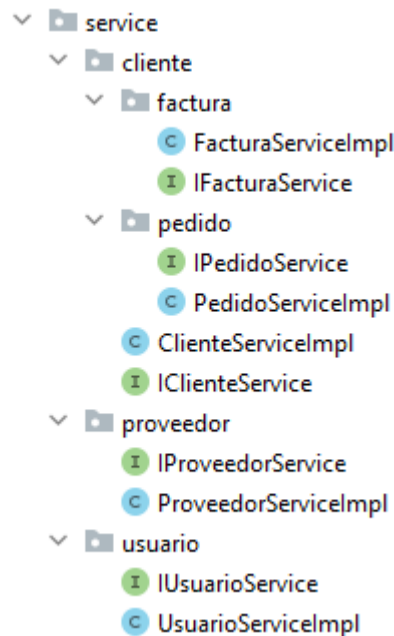 service
cliente
factura
C FacturaServiceImpl
I IFacturaService
pedido
I IPedidoService
C PedidoServiceImpl
C ClienteServiceImpl
I IClienteService
proveedor
I IProveedorService
C ProveedorServiceImpl
usuario
I IUsuarioService
C UsuarioServiceImpl